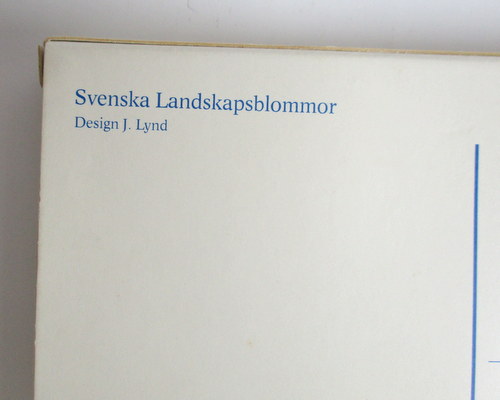 Svenska Landskapsblommor
Design J. Lynd